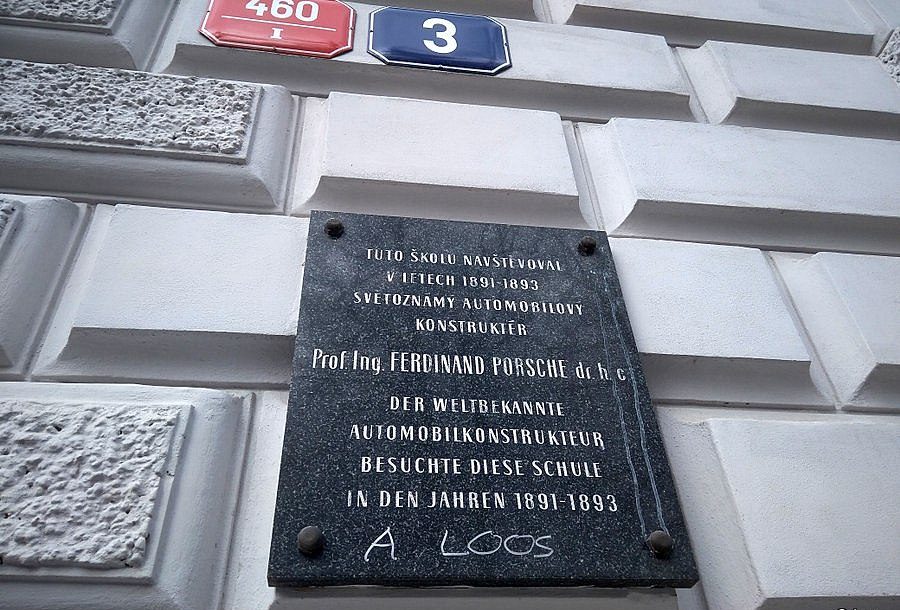 460
I
3
TUTO ŠKOLU NAVŠTĚVOVAL
V LETECH 1891-1893
SVĚTOZNÁMÝ AUTOMOBILOVÝ
KONSTRUKTÉR
Prof. Ing. FERDINAND PORSCHE dr. h. c
DER WELTBEKANNTE
AUTOMOBILKONSTRUKTEUR
BESUCHTE DIESE SCHULE
IN DEN JAHREN 1891-1893
A LOOS